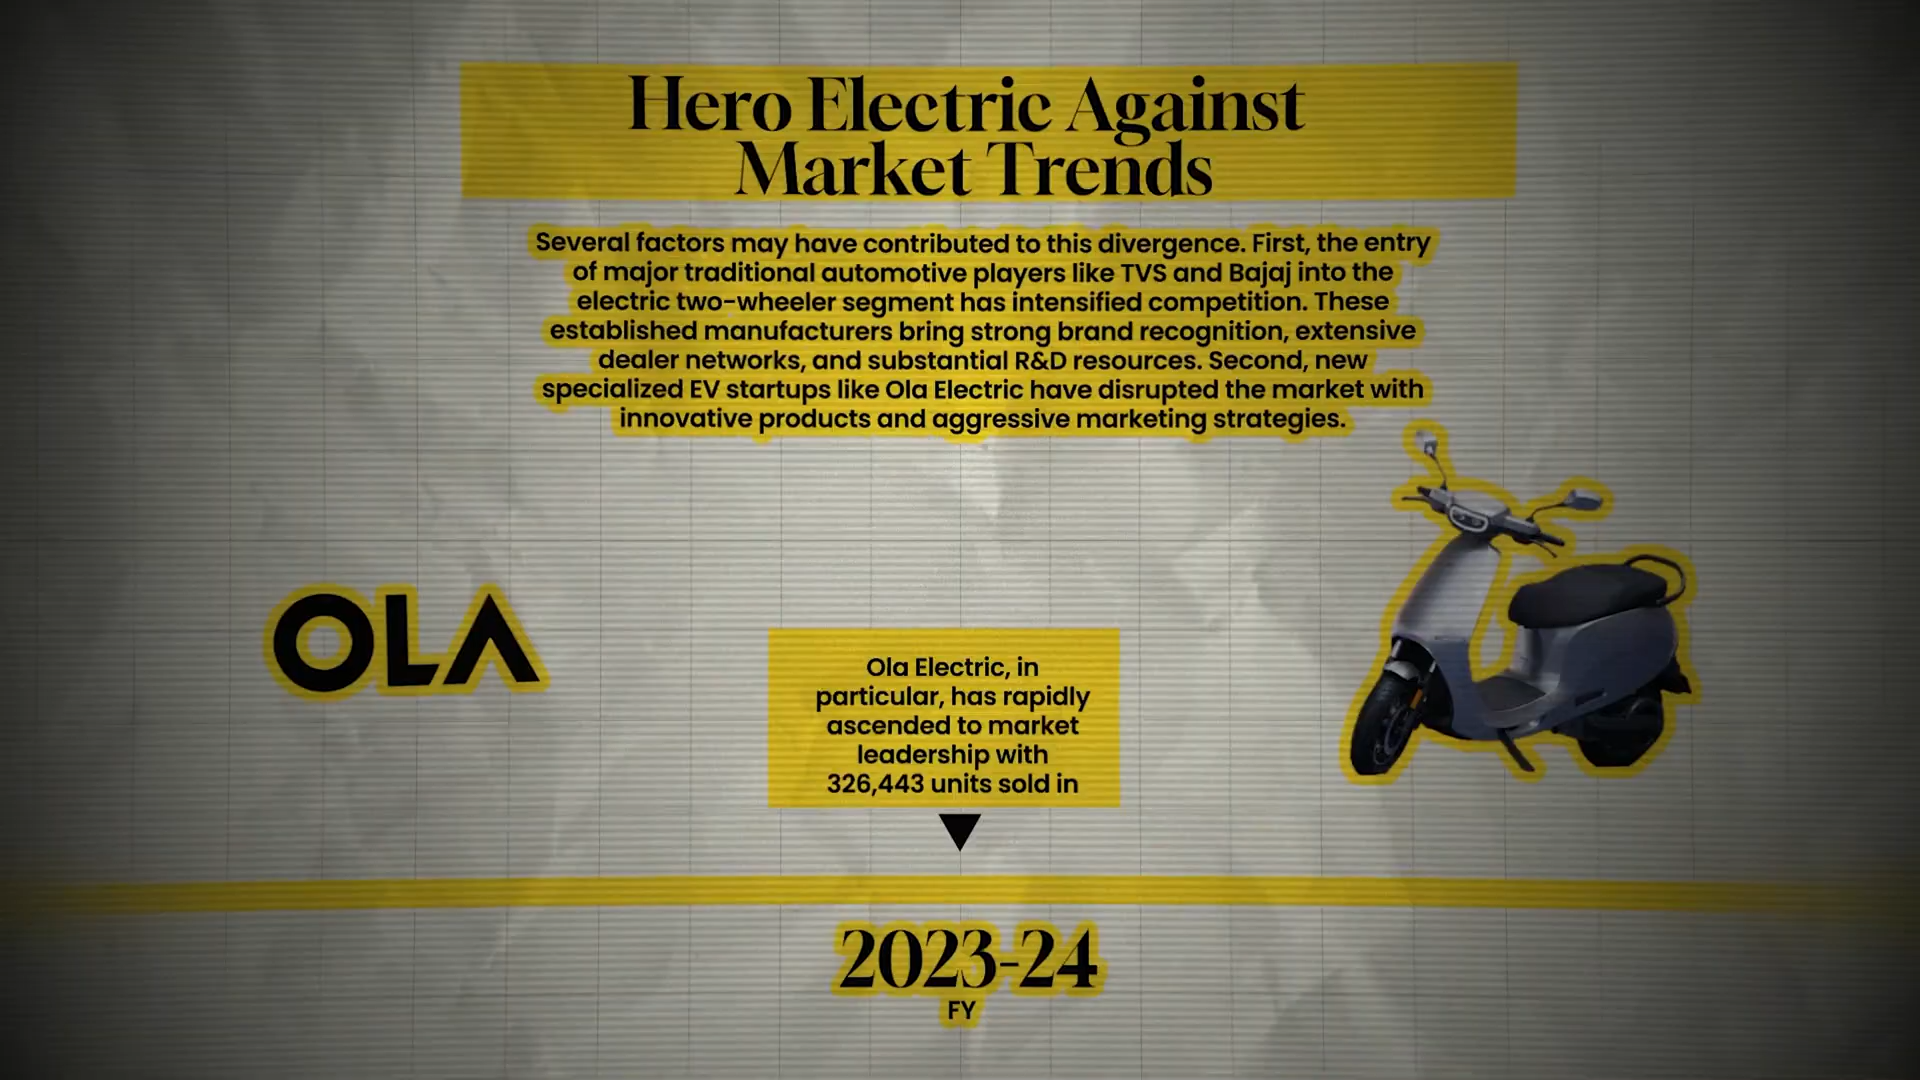 Hero Electric Against
Market Trends
Several factors may have contributed to this divergence. First, the entry
of major traditional automotive players like TVS and Bajaj into the
electric two-wheeler segment has intensified competition. These
established manufacturers bring strong brand recognition, extensive
dealer networks, and substantial R&D resources. Second, new
specialized EV startups like Ola Electric have disrupted the market with
innovative products and aggressive marketing strategies.
OLA
Ola Electric, in
particular, has rapidly
ascended to market
leadership with
326,443 units sold in
2023-24
FY